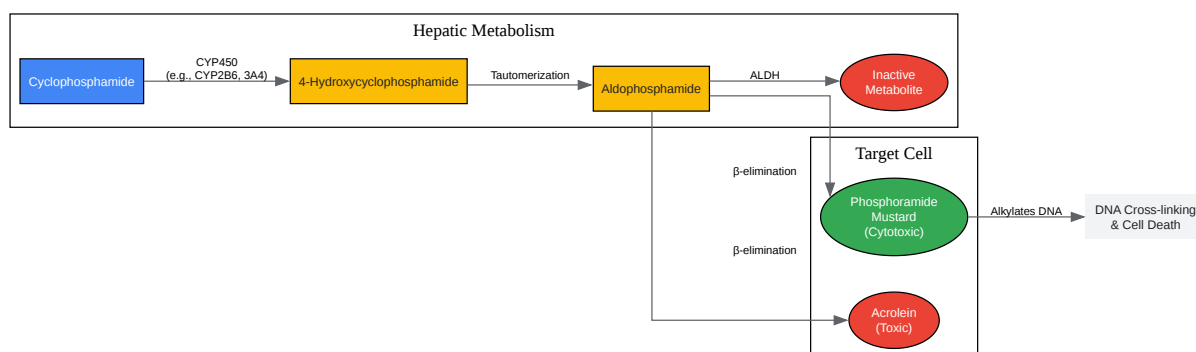 Hepatic Metabolism
Cyclophosphamide
CYP450
(e.g., CYP2B6, 3A4)
4-Hydroxycyclophosphamide
Tautomerization
Aldophosphamide
ALDH
Inactive
Metabolite
Target Cell
β-elimination
Phosphoramide
Mustard
(Cytotoxic)
Alkylates DNA
DNA Cross-linking
& Cell Death
β-elimination
Acrolein
(Toxic)